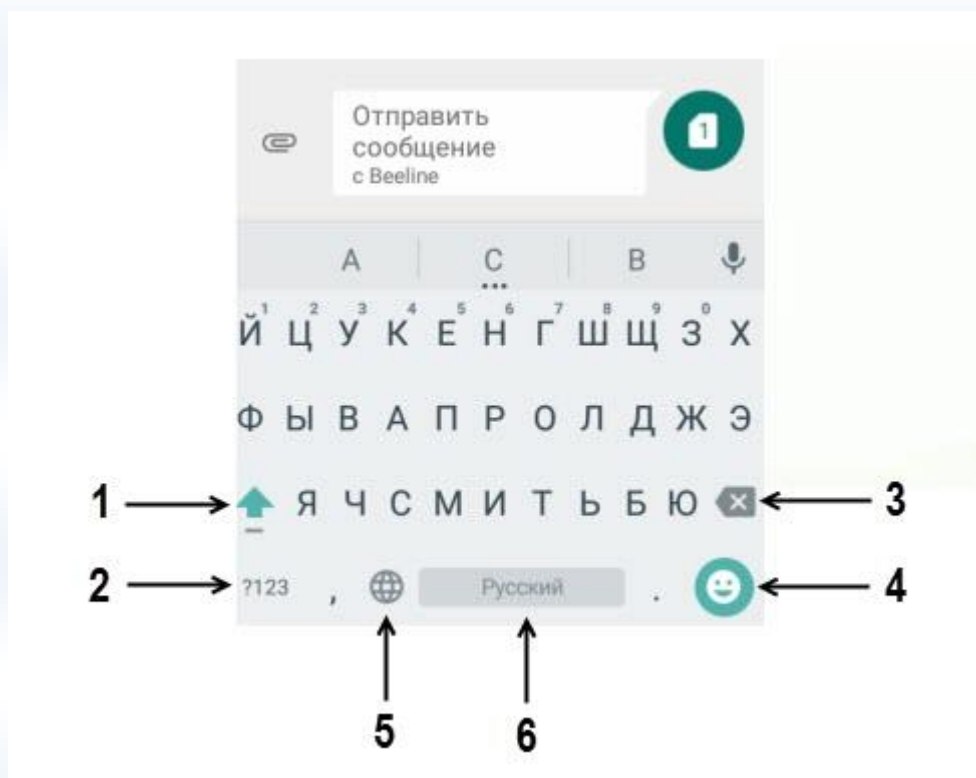 Отправить
сообщение
с Beeline
1
А С В
1 2 3 4 5 6 7 8 9 0
Й Ц У К Е Н Г Ш Щ З Х
Ф Ы В А П Р О Л Д Ж Э
1 Я Ч С М И Т Ь Б Ю 3
2 ?123 , Русский . 4
5 6